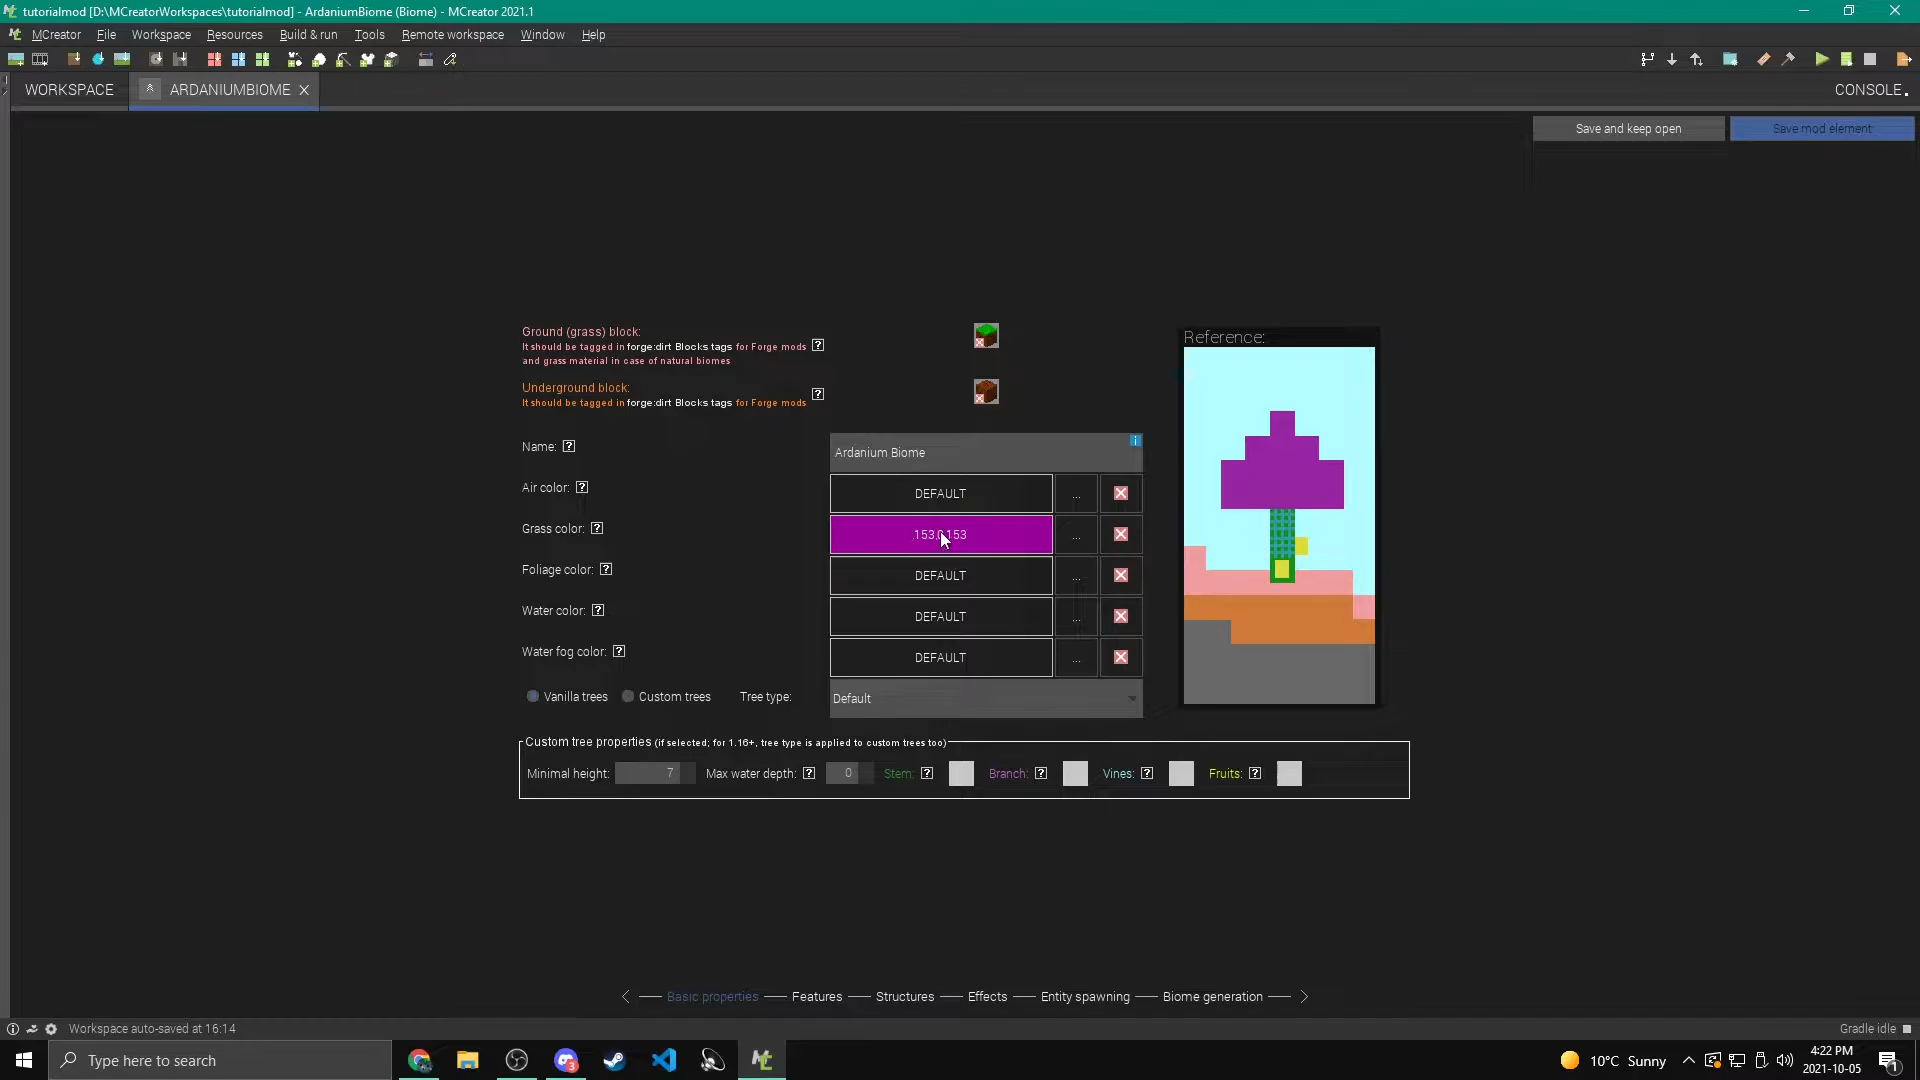 tutorialmod [D:\MCreatorWorkspaces\tutorialmod] - ArdaniumBiome (Biome) - MCreator 2021.1
MCreator File Workspace Resources Build & run Tools Remote workspace Window Help
WORKSPACE ARDANIUMBIOME CONSOLE
Save and keep open Save mod element
Ground (grass) block:
It should be tagged in forge:dirt Blocks tags for Forge mods ?
and grass material in case of natural biomes
Underground block:
It should be tagged in forge:dirt Blocks tags for Forge mods ?
Name: ? Ardanium Biome i
Air color: ? DEFAULT ...
Grass color: ? 153,0,153 ...
Foliage color: ? DEFAULT ...
Water color: ? DEFAULT ...
Water fog color: ? DEFAULT ...
Vanilla trees Custom trees Tree type: Default
Reference:
Custom tree properties (if selected; for 1.16+, tree type is applied to custom trees too)
Minimal height: 7 Max water depth: ? 0 Stem: ? Branch: ? Vines: ? Fruits: ?
Basic properties Features Structures Effects Entity spawning Biome generation
Workspace auto-saved at 16:14 Gradle idle
Type here to search 3 10°C Sunny 4:22 PM 1
2021-10-05